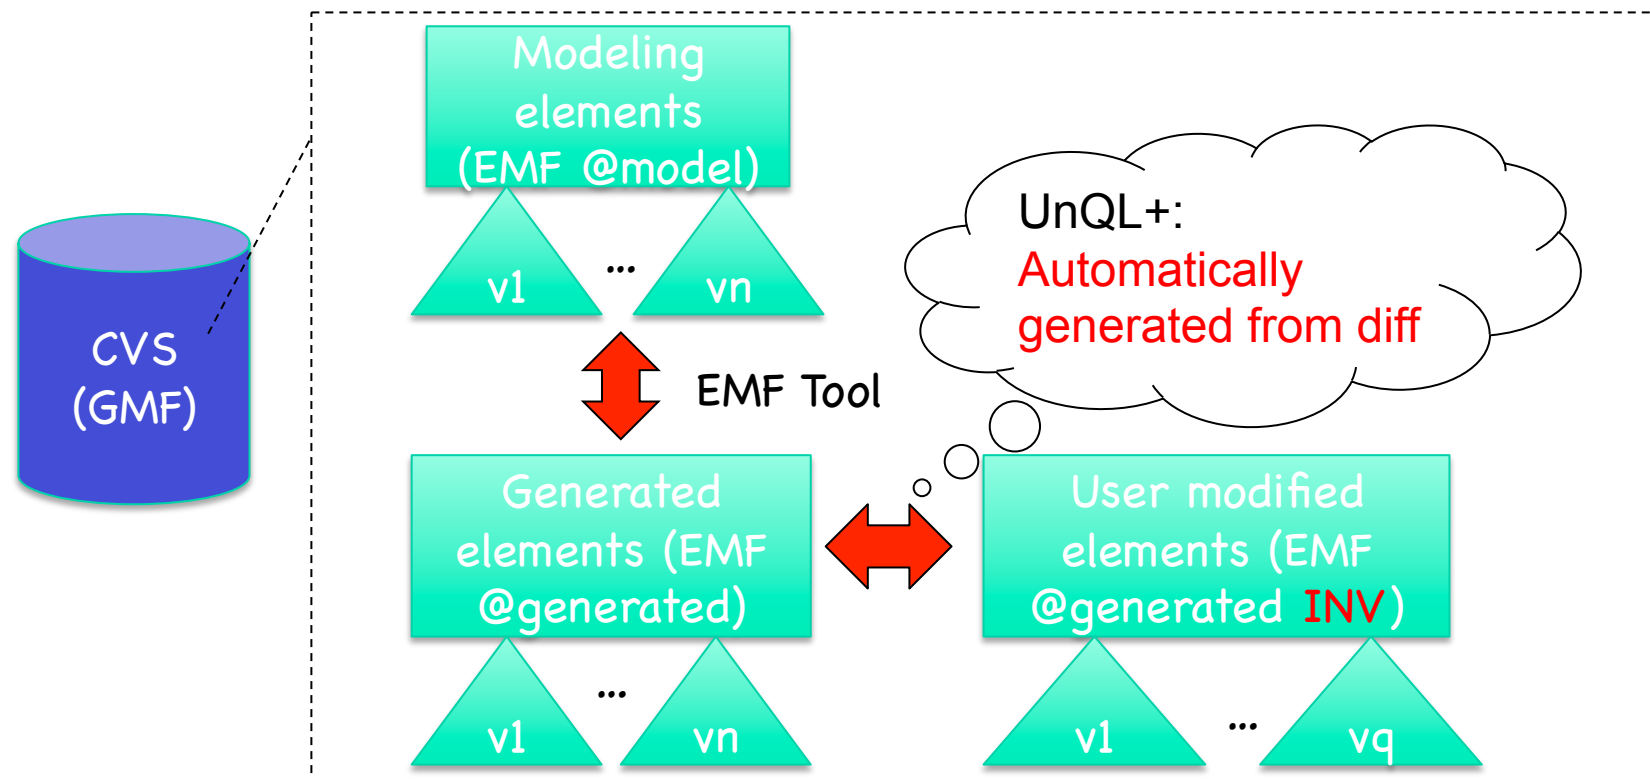 Modeling
elements
(EMF @model)
v1
...
vn
UnQL+:
Automatically
generated from diff
CVS
(GMF)
EMF Tool
Generated
elements (EMF
@generated)
v1
...
vn
User modified
elements (EMF
@generated INV)
v1
...
vq